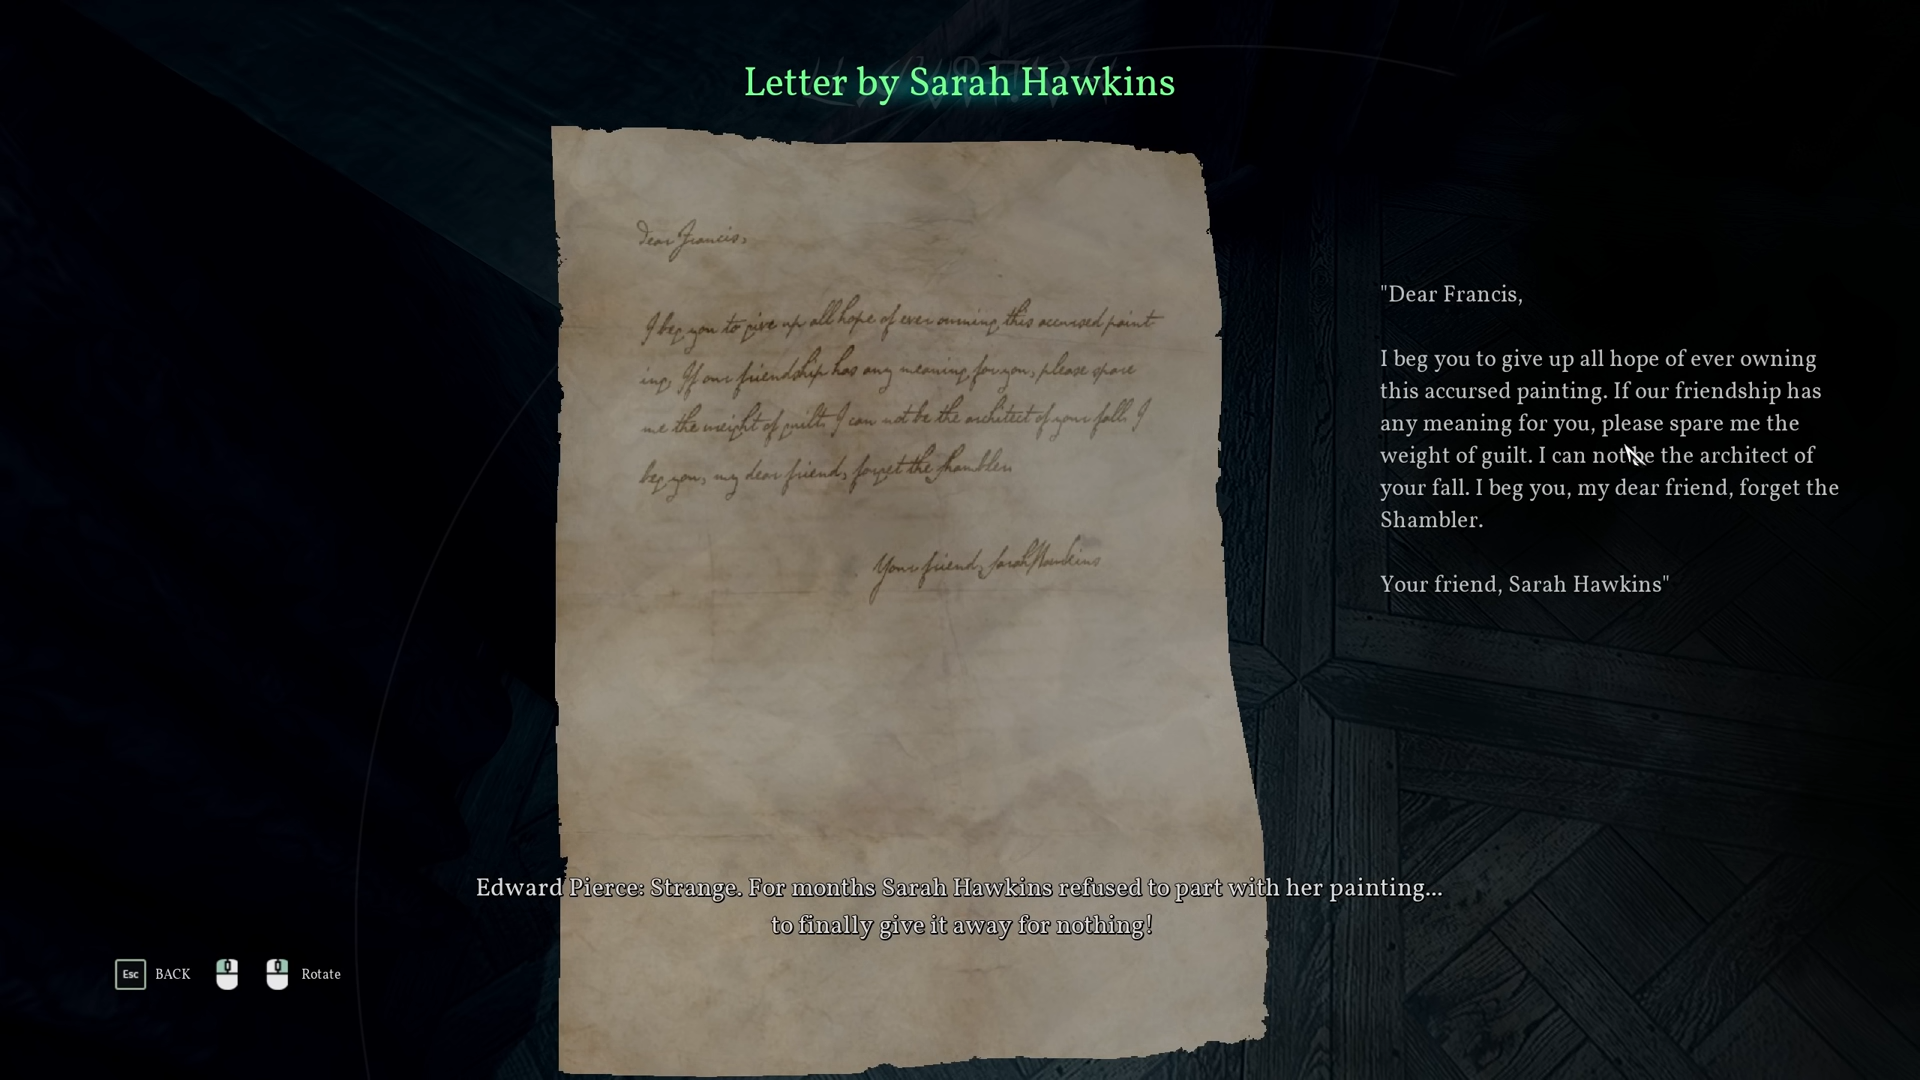 Letter by Sarah Hawkins
Dear Francis,
I beg you to give up all hope of ever owning this accursed paint
ing. If our friendship has any meaning for you, please spare
me the weight of guilt. I can not be the architect of your fall. I
beg you, my dear friend, forget the Shambler.
Your friend, Sarah Hawkins
"Dear Francis,
I beg you to give up all hope of ever owning
this accursed painting. If our friendship has
any meaning for you, please spare me the
weight of guilt. I can not be the architect of
your fall. I beg you, my dear friend, forget the
Shambler.
Your friend, Sarah Hawkins"
Edward Pierce: Strange. For months Sarah Hawkins refused to part with her painting...
to finally give it away for nothing!
Esc BACK Rotate